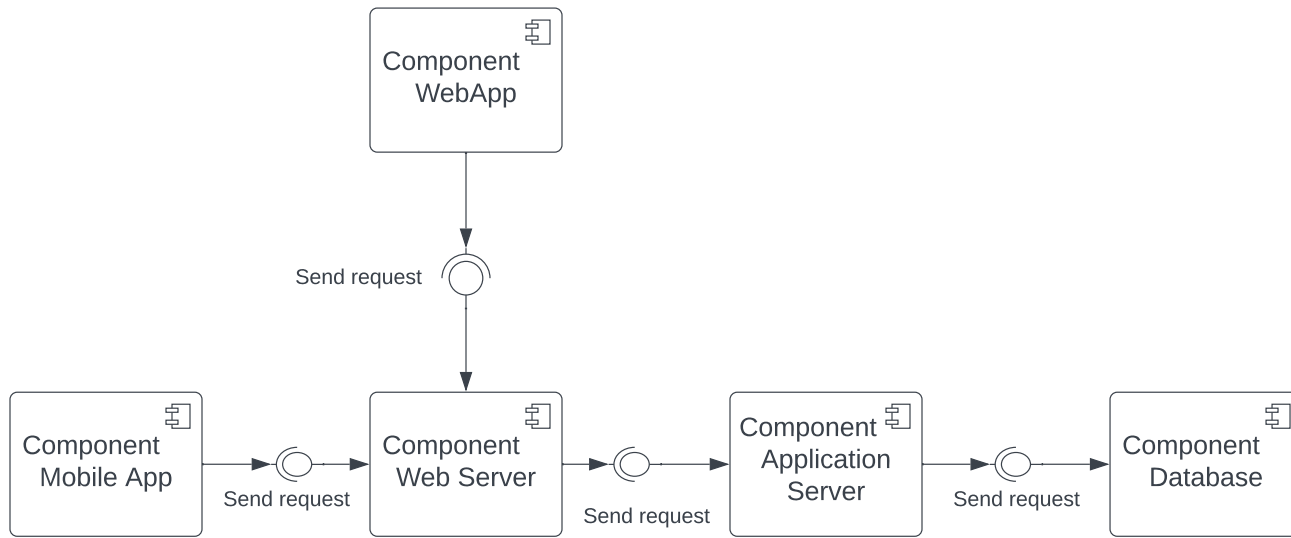 Component
WebApp
Send request
Component
Mobile App
Send request
Component
Web Server
Send request
Component
Application
Server
Send request
Component
Database